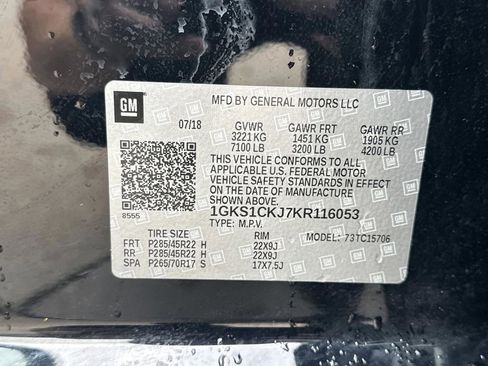 GM
MFD BY GENERAL MOTORS LLC
07/18 GVWR GAWR FRT GAWR RR
3221 KG 1451 KG 1905 KG
7100 LB 3200 LB 4200 LB
THIS VEHICLE CONFORMS TO ALL
APPLICABLE U.S. FEDERAL MOTOR
VEHICLE SAFETY STANDARDS IN EFFECT
ON THE DATE OF MANUFACTURE
SHOWN ABOVE.
8555 1GKS1CKJ7KR116053
TYPE: M.P.V.
TIRE SIZE RIM MODEL: 73TC15706
FRT P285/45R22 H 22X9J
RR P285/45R22 H 22X9J
SPA P265/70R17 S 17X7.5J